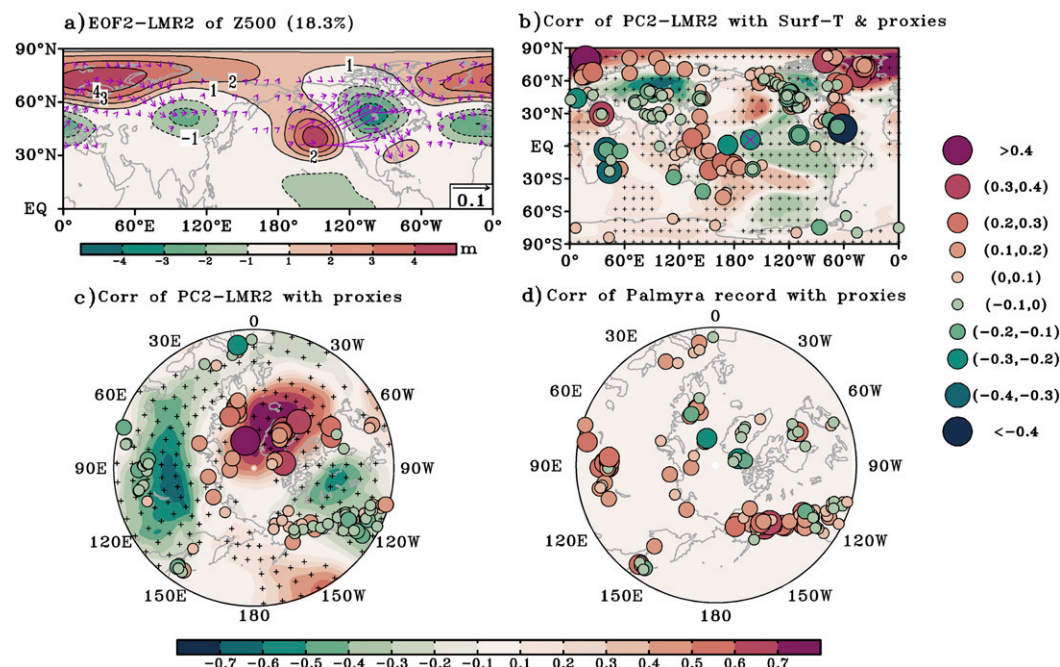 a) EOF2-LMR2 of Z500 (18.3%)
90°N
60°N
30°N
EQ
4
3
1
2
-1
1
2
0.1
0° 60°E 120°E 180° 120°W 60°W 0°
-4 -3 -2 -1 1 2 3 4 m
b) Corr of PC2-LMR2 with Surf-T & proxies
90°N
60°N
30°N
EQ
30°S
60°S
90°S
0° 60°E 120°E 180° 120°W 60°W 0°
>0.4
(0.3,0.4)
(0.2,0.3)
(0.1,0.2)
(0,0.1)
(-0.1,0)
(-0.2,-0.1)
(-0.3,-0.2)
(-0.4,-0.3)
<-0.4
c) Corr of PC2-LMR2 with proxies
0
30E 30W
60E 60W
90E 90W
120E 120W
150E 150W
180
d) Corr of Palmyra record with proxies
0
30E 30W
60E 60W
90E 90W
120E 120W
150E 150W
180
-0.7 -0.6 -0.5 -0.4 -0.3 -0.2 -0.1 0.1 0.2 0.3 0.4 0.5 0.6 0.7